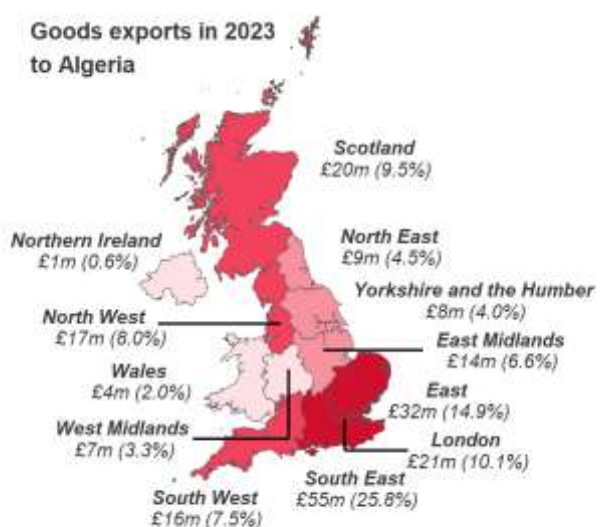 Goods exports in 2023
to Algeria
Scotland
£20m (9.5%)
Northern Ireland
£1m (0.6%)
North East
£9m (4.5%)
Yorkshire and the Humber
£8m (4.0%)
North West
£17m (8.0%)
East Midlands
£14m (6.6%)
Wales
£4m (2.0%)
East
£32m (14.9%)
West Midlands
£7m (3.3%)
London
£21m (10.1%)
South East
£55m (25.8%)
South West
£16m (7.5%)